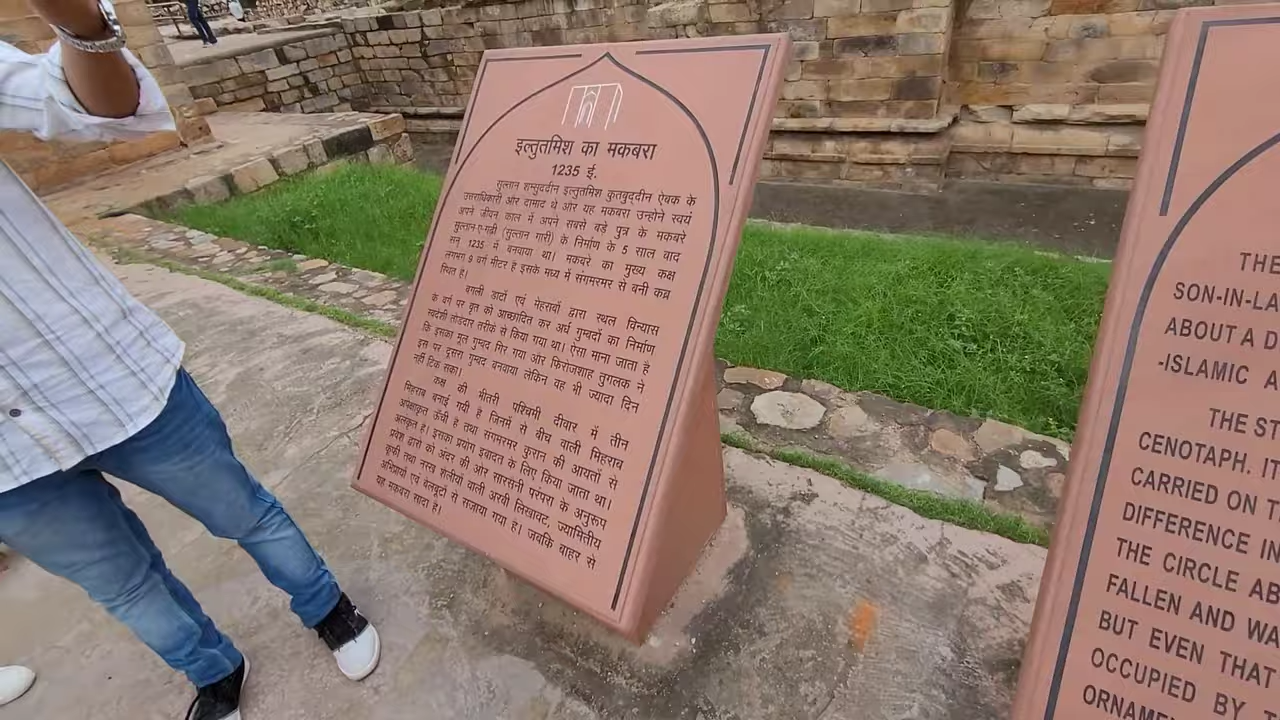 इल्तुतमिश का मकबरा
1235 ई.
सुल्तान शम्सुददीन इल्तुतमिश कुतबुद्दीन ऐबक के
उत्तराधिकारी और दामाद थे और यह मकबरा उन्होने स्वयं
अपने जीवन काल में अपने सबसे बड़े पुत्र के मकबरे
सुल्तान-ए-गढ़ी (सुल्तान गारी) के निर्माण के 5 साल बाद
सन् 1235 में बनवाया था। मकबरे का मुख्य कक्ष
लगभग 9 वर्ग मीटर है इसके मध्य में संगमरमर से बनी कब्र
स्थित है।
बगली डाटों एवं मेहराबों द्वारा स्थल विन्यास
के वर्ग पर वृत को आच्छादित कर अर्ध गुम्बदों का निर्माण
स्वदेशी तोडदार तरीके से किया गया था। ऐसा माना जाता है
कि इसका मूल गुम्बद गिर गया और फिरोजशाह तुगलक ने
इस पर दूसरा गुम्बद बनवाया लेकिन वह भी ज्यादा दिन
नहीं टिक सका।
कक्ष की भीतरी पश्चिमी दीवार में तीन
मिहराब बनाई गयी है जिनमें से बीच वाली मिहराब
अपेक्षाकृत ऊँची है तथा संगमरमर कुरान की आयतों से
अलंकृत है। इसका प्रयोग इबादत के लिए किया जाता था।
प्रवेश द्वारों को अंदर की ओर सारसेनी परंपरा के अनुरूप
कूफी तथा नस्ख शैलीयों वाली अरबी लिखावट, ज्यामितीय
अभिप्रायों एवं बेलबूटों से सजाया गया है। जबकि बाहर से
यह मकबरा सादा है।
THE
SON-IN-LA
ABOUT A D
-ISLAMIC A
THE ST
CENOTAPH. IT
CARRIED ON T
DIFFERENCE IN
THE CIRCLE AB
FALLEN AND WA
BUT EVEN THAT
OCCUPIED BY T
ORNAMEN